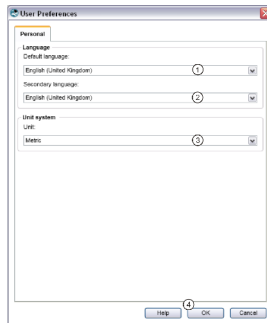 User Preferences
Personal
Language
Default language:
English (United Kingdom)
1
Secondary language:
English (United Kingdom)
2
Unit system
Unit:
Metric
3
4
Help
OK
Cancel